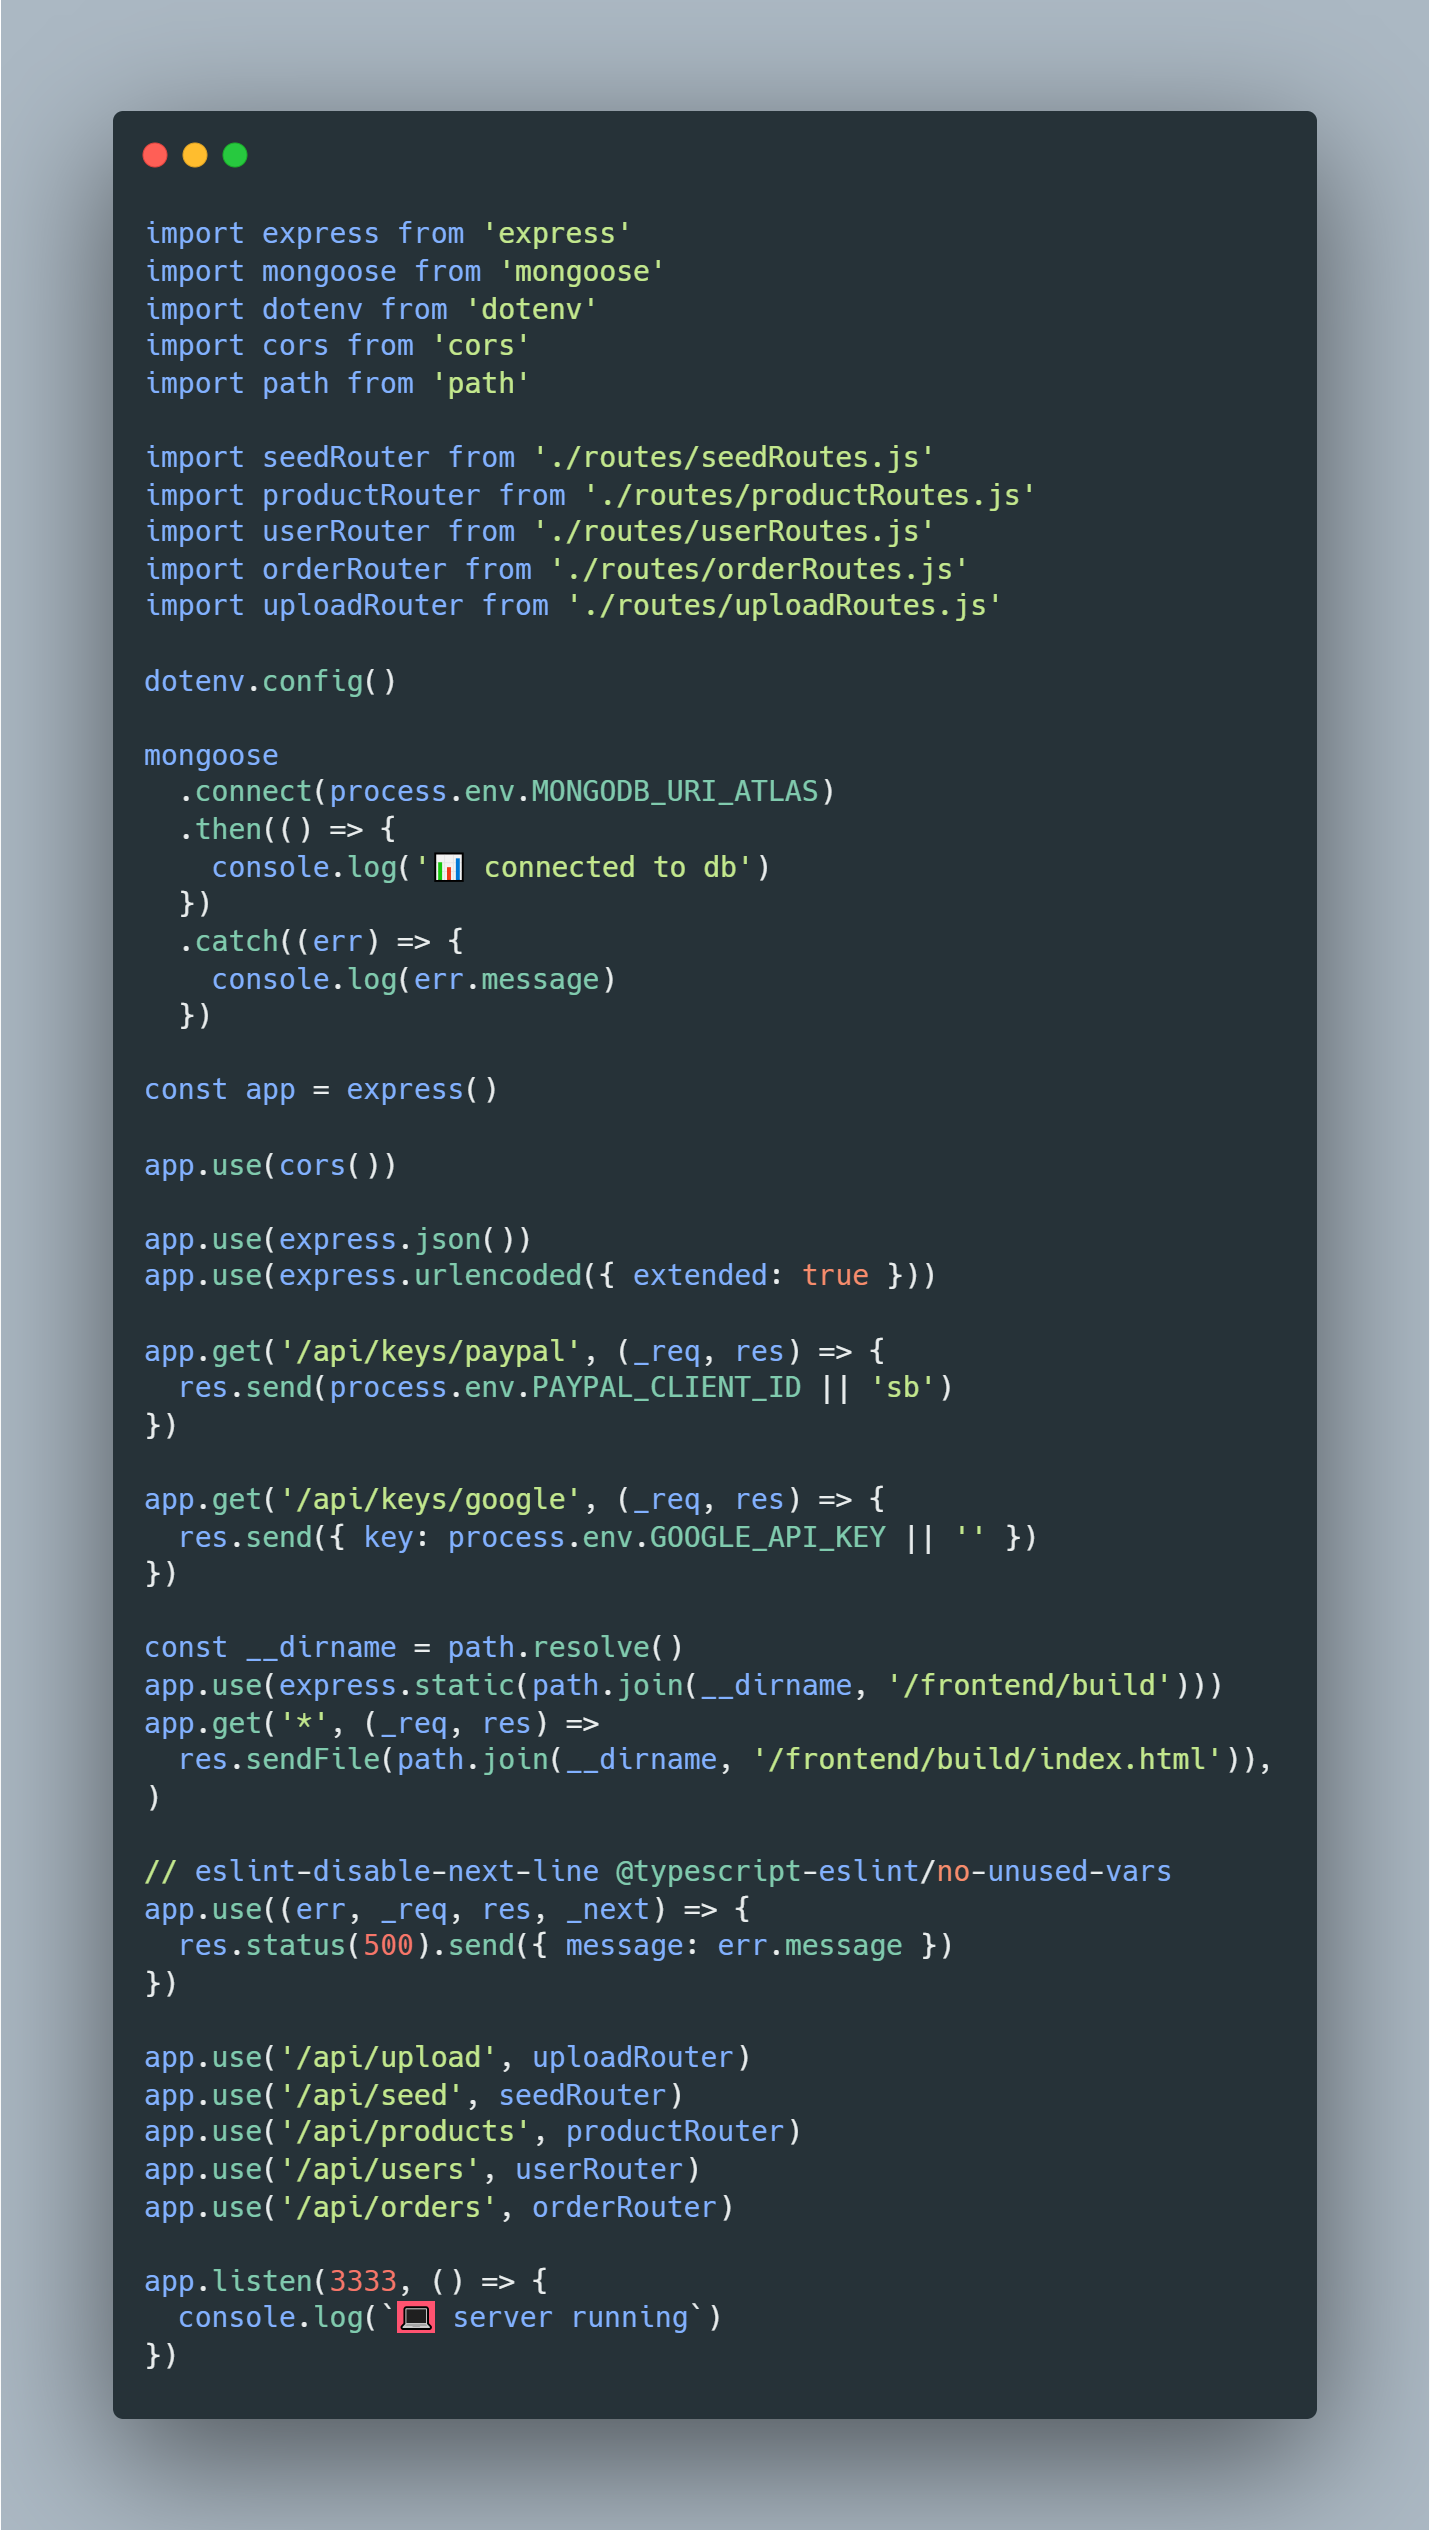 import express from 'express'
import mongoose from 'mongoose'
import dotenv from 'dotenv'
import cors from 'cors'
import path from 'path'

import seedRouter from './routes/seedRoutes.js'
import productRouter from './routes/productRoutes.js'
import userRouter from './routes/userRoutes.js'
import orderRouter from './routes/orderRoutes.js'
import uploadRouter from './routes/uploadRoutes.js'

dotenv.config()

mongoose
  .connect(process.env.MONGODB_URI_ATLAS)
  .then(() => {
    console.log('📊 connected to db')
  })
  .catch((err) => {
    console.log(err.message)
  })

const app = express()

app.use(cors())

app.use(express.json())
app.use(express.urlencoded({ extended: true }))

app.get('/api/keys/paypal', (_req, res) => {
  res.send(process.env.PAYPAL_CLIENT_ID || 'sb')
})

app.get('/api/keys/google', (_req, res) => {
  res.send({ key: process.env.GOOGLE_API_KEY || '' })
})

const __dirname = path.resolve()
app.use(express.static(path.join(__dirname, '/frontend/build')))
app.get('*', (_req, res) =>
  res.sendFile(path.join(__dirname, '/frontend/build/index.html')),
)

// eslint-disable-next-line @typescript-eslint/no-unused-vars
app.use((err, _req, res, _next) => {
  res.status(500).send({ message: err.message })
})

app.use('/api/upload', uploadRouter)
app.use('/api/seed', seedRouter)
app.use('/api/products', productRouter)
app.use('/api/users', userRouter)
app.use('/api/orders', orderRouter)

app.listen(3333, () => {
  console.log(`💻 server running`)
})